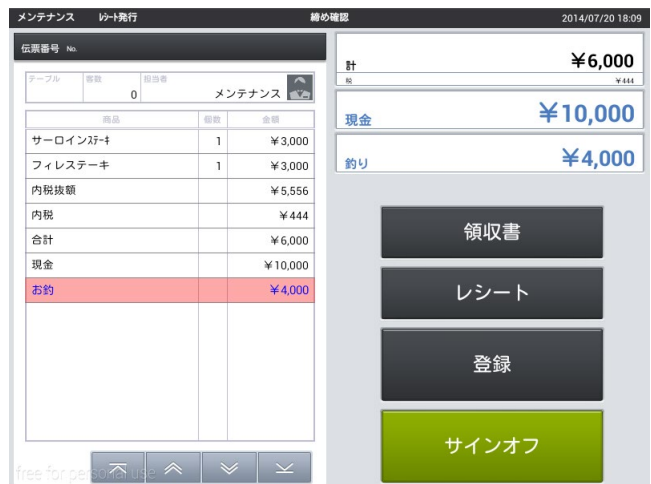 メンテナンス ﾚｼｰﾄ発行 締め確認 2014/07/20 18:09
伝票番号 No.
計 ¥6,000
税 ¥444
テーブル 客数 担当者
0 メンテナンス
現金 ¥10,000
商品 個数 金額
サーロインｽﾃｰｷ 1 ¥3,000
フィレステーキ 1 ¥3,000
釣り ¥4,000
内税抜額 ¥5,556
内税 ¥444
合計 ¥6,000
現金 ¥10,000
お釣 ¥4,000
領収書
レシート
登録
サインオフ
free for personal use